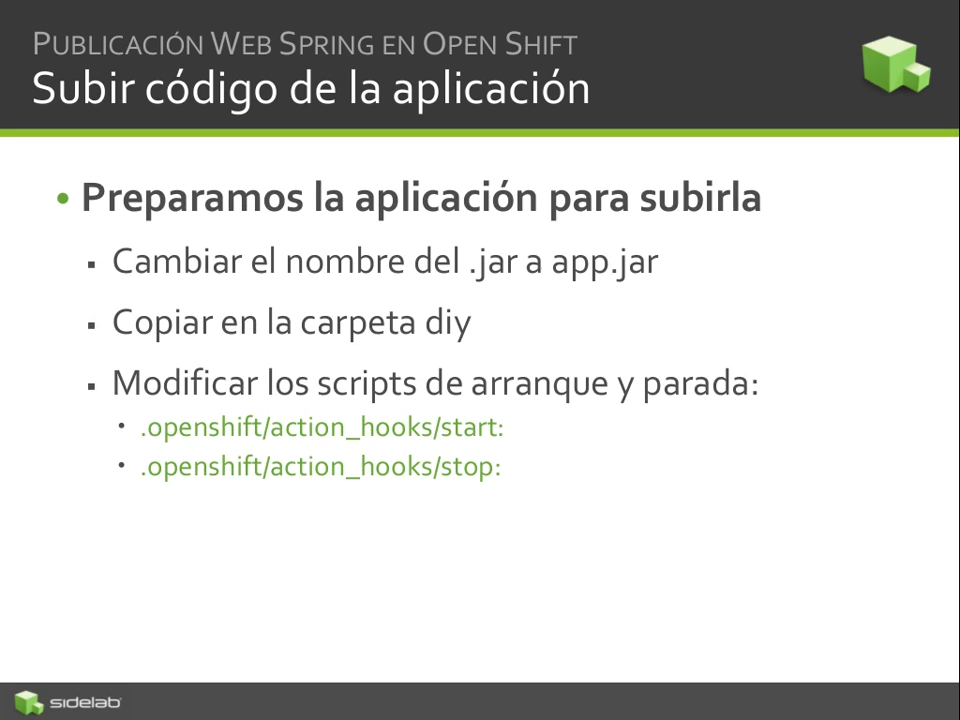 PUBLICACIÓN WEB SPRING EN OPEN SHIFT
Subir código de la aplicación
• Preparamos la aplicación para subirla
▪ Cambiar el nombre del .jar a app.jar
▪ Copiar en la carpeta diy
▪ Modificar los scripts de arranque y parada:
• .openshift/action_hooks/start:
• .openshift/action_hooks/stop:
sidelab